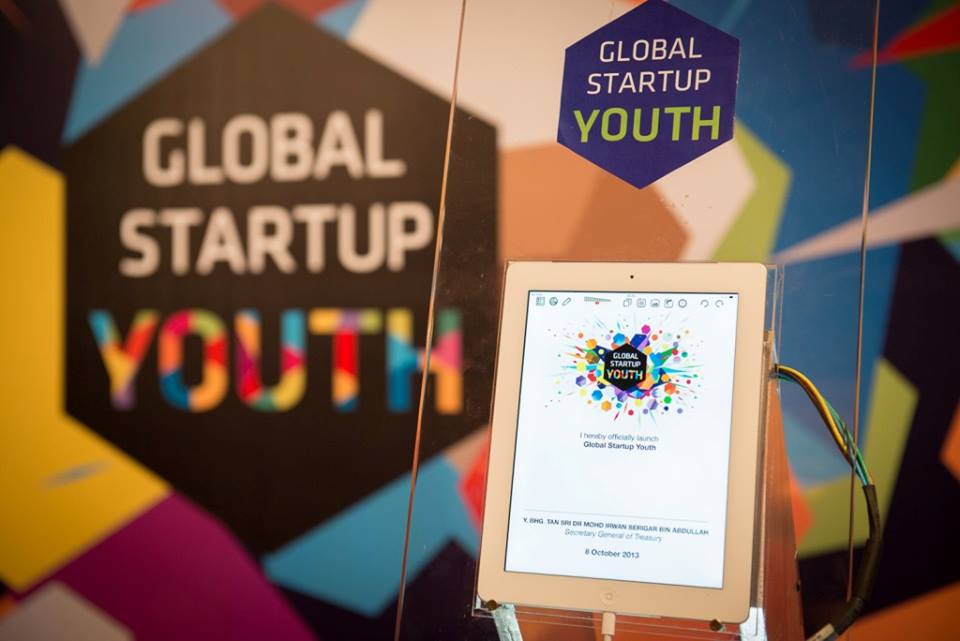 GLOBAL
STARTUP
YOUTH
GLOBAL
STARTUP
YOUTH
GLOBAL
STARTUP
YOUTH
I hereby officially launch
Global Startup Youth
Y. BHG. TAN SRI DR MOHD IRWAN SERIGAR BIN ABDULLAH
Secretary General of Treasury
8 October 2013